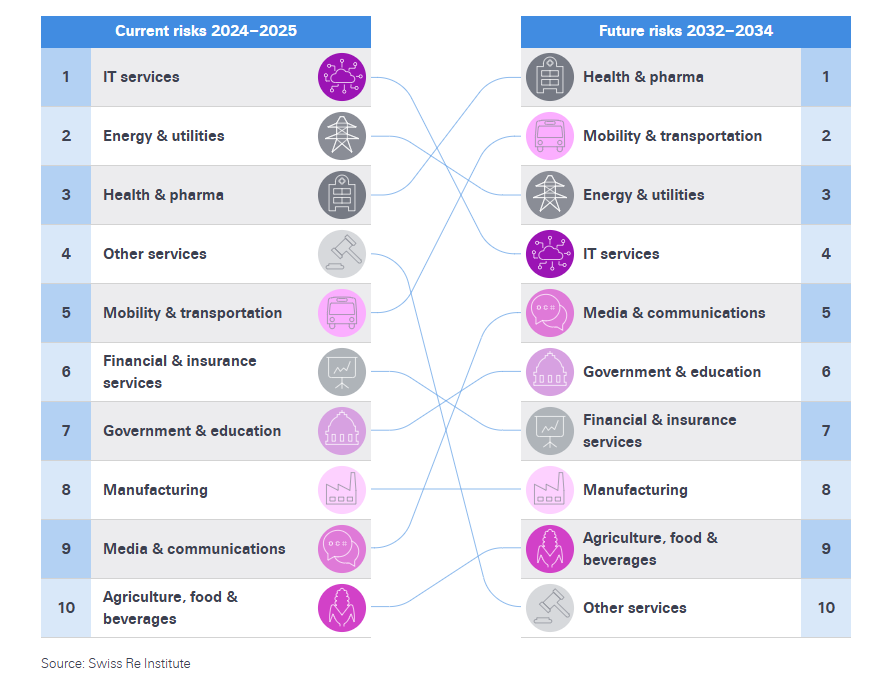 Current risks 2024–2025
1 IT services
2 Energy & utilities
3 Health & pharma
4 Other services
5 Mobility & transportation
6 Financial & insurance
services
7 Government & education
8 Manufacturing
9 Media & communications
10 Agriculture, food &
beverages
Future risks 2032–2034
Health & pharma 1
Mobility & transportation 2
Energy & utilities 3
IT services 4
Media & communications 5
Government & education 6
Financial & insurance
services 7
Manufacturing 8
Agriculture, food &
beverages 9
Other services 10
Source: Swiss Re Institute